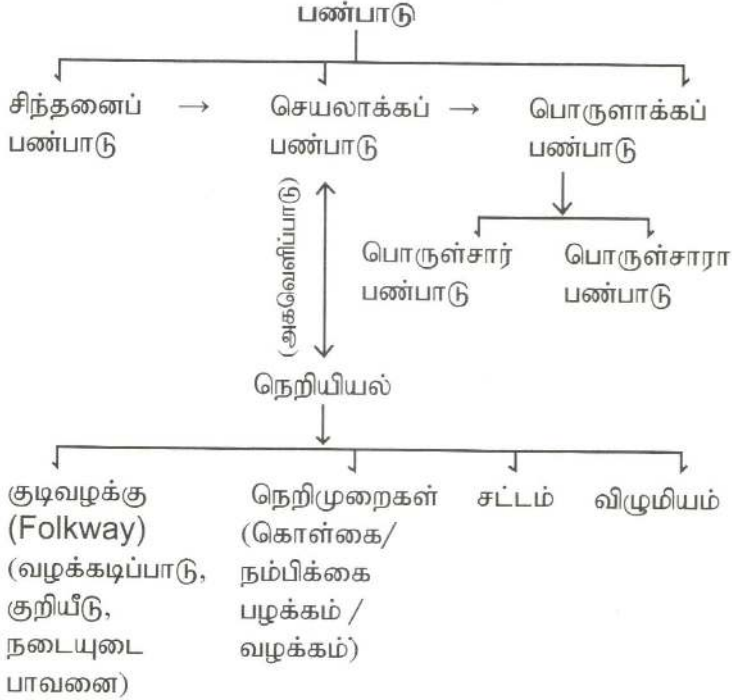 பண்பாடு
சிந்தனைப் → செயலாக்கப் → பொருளாக்கப்
பண்பாடு பண்பாடு பண்பாடு
(அகவெளிப்பாடு)
பொருள்சார் பொருள்சாரா
பண்பாடு பண்பாடு
நெறியியல்
குடிவழக்கு நெறிமுறைகள் சட்டம் விழுமியம்
(Folkway) (கொள்கை/
(வழக்கடிப்பாடு, நம்பிக்கை
குறியீடு, பழக்கம் /
நடையுடை வழக்கம்)
பாவனை)